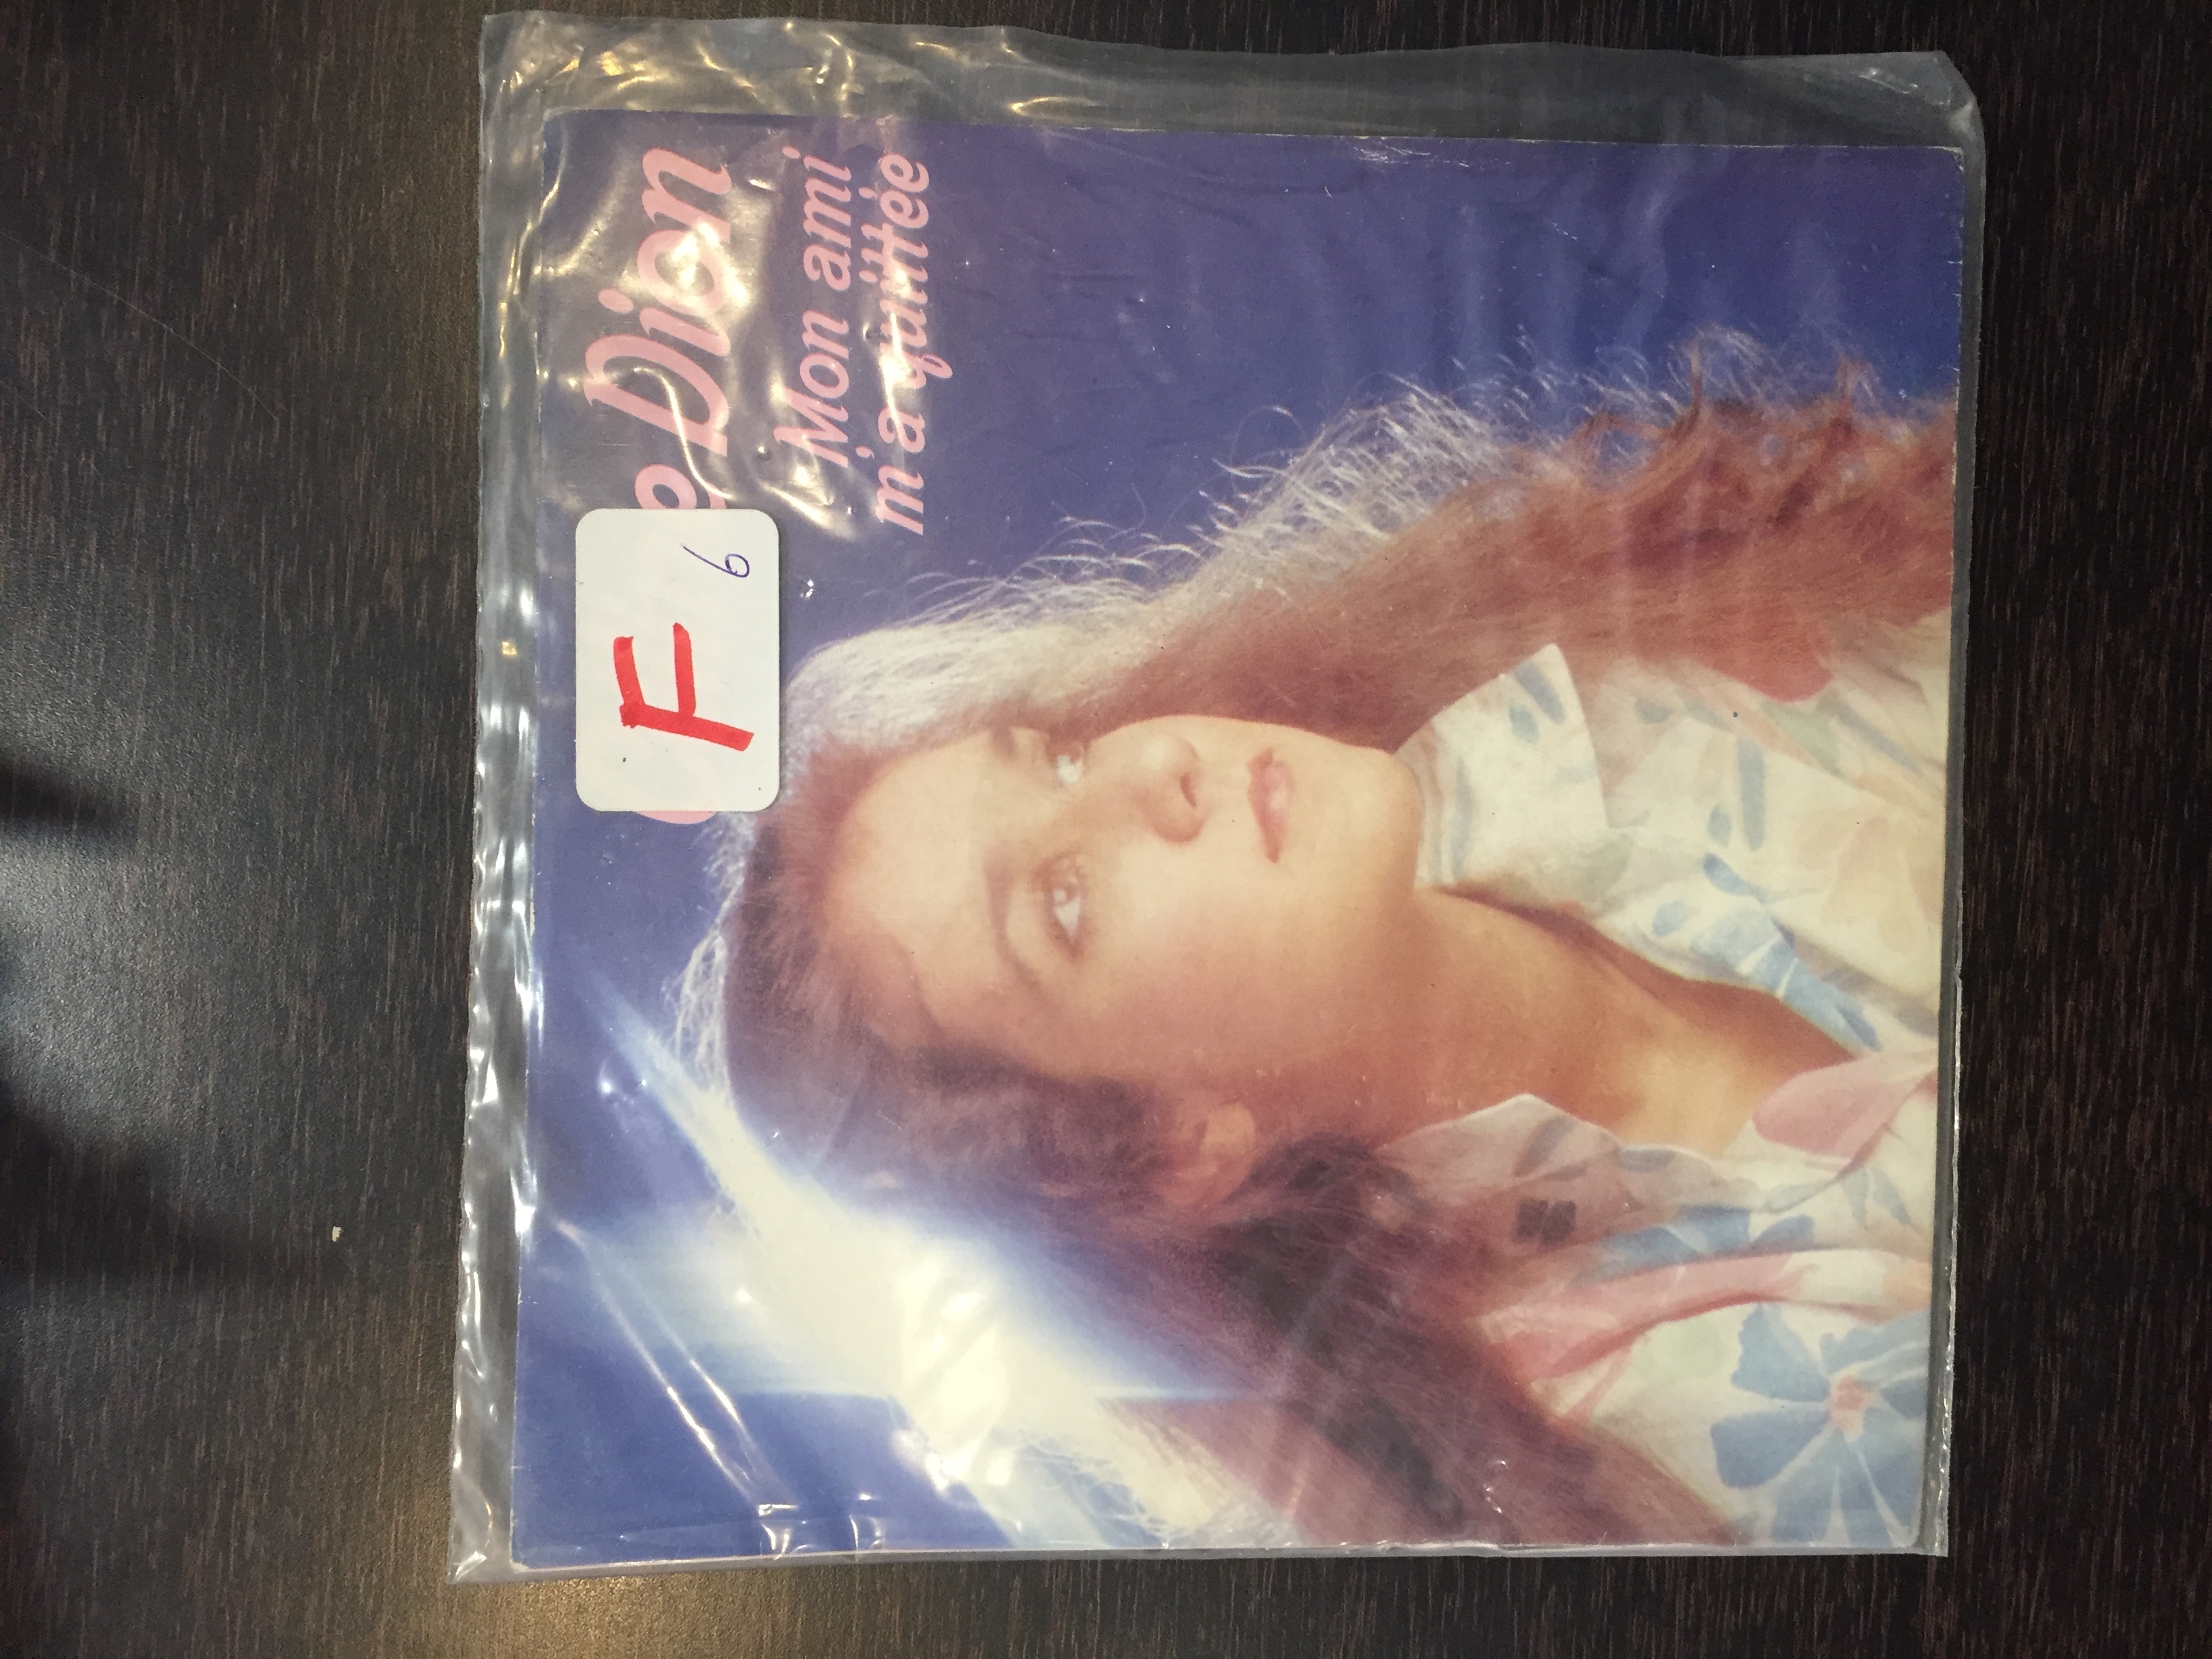 e Dion
Mon ami
m'a quittée
F
6